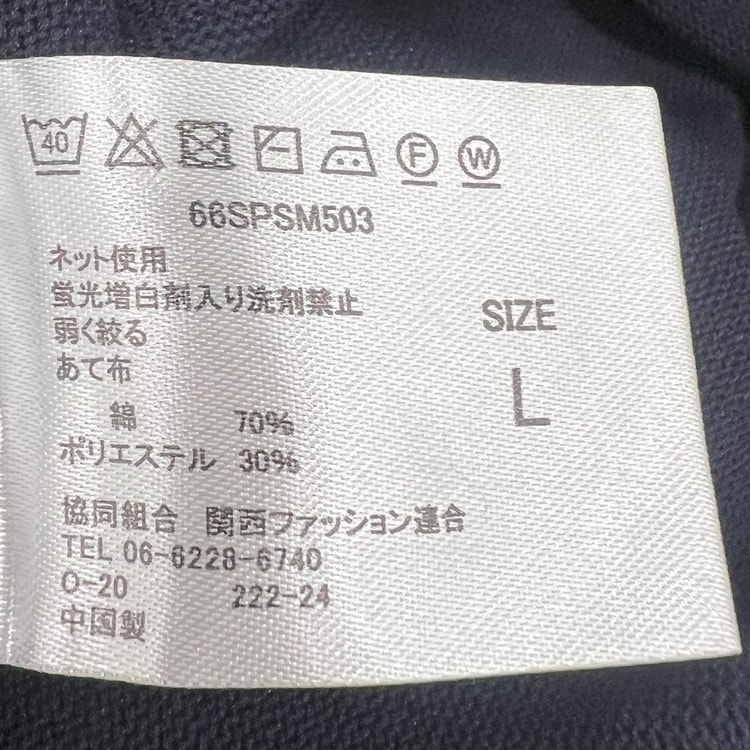 40 F W
66SPSM503
ネット使用
蛍光増白剤入り洗剤禁止
弱く絞る
あて布
綿 70%
ポリエステル 30%
SIZE
L
協同組合 関西ファッション連合
TEL 06-6228-6740
O-20 222-24
中国製